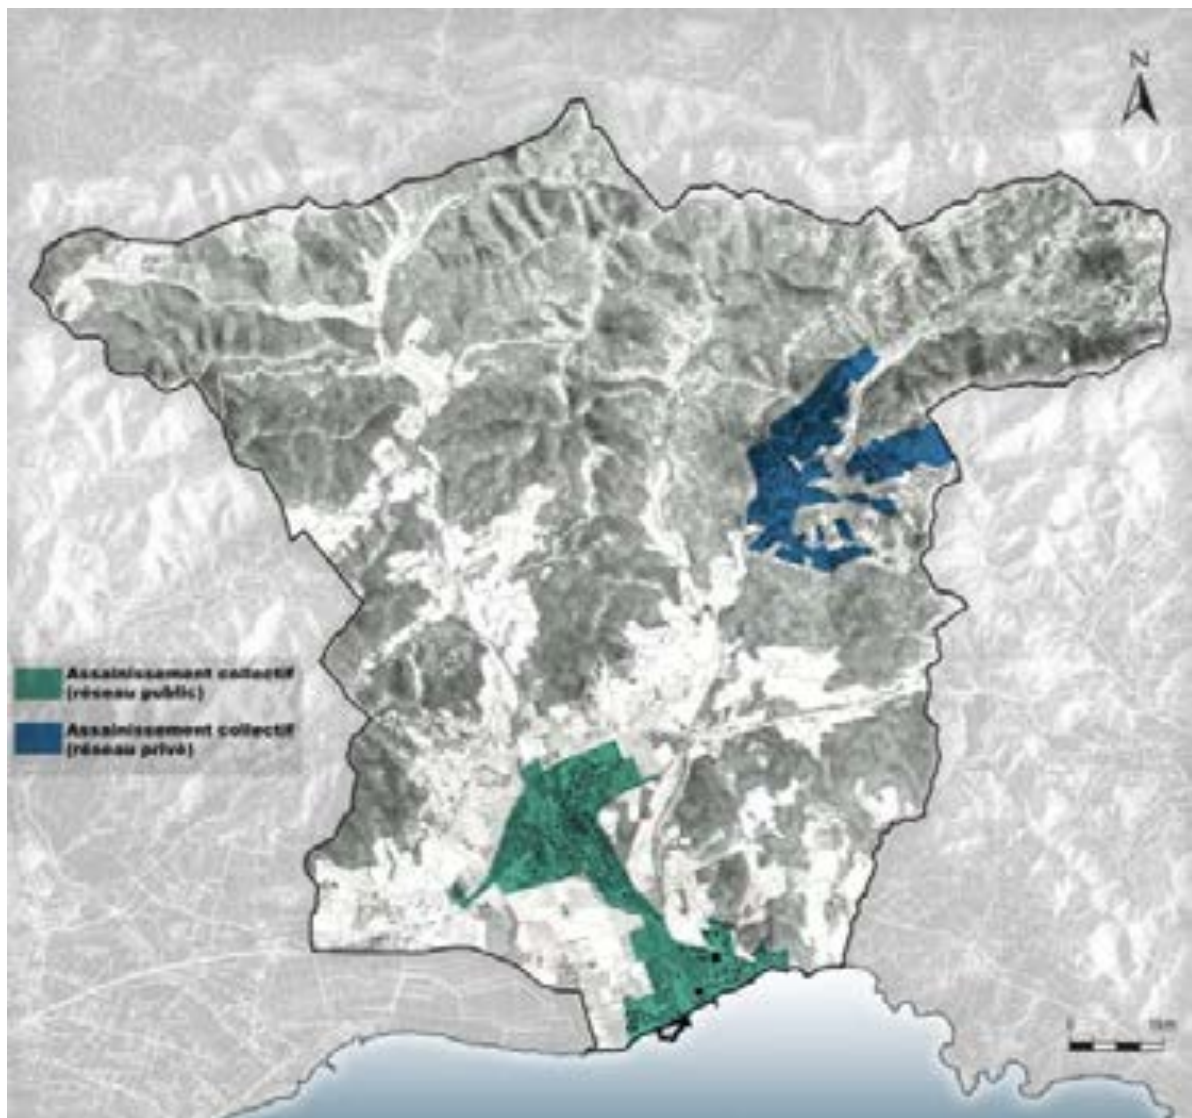 N
Assainissement collectif
(réseau public)
Assainissement collectif
(réseau privé)